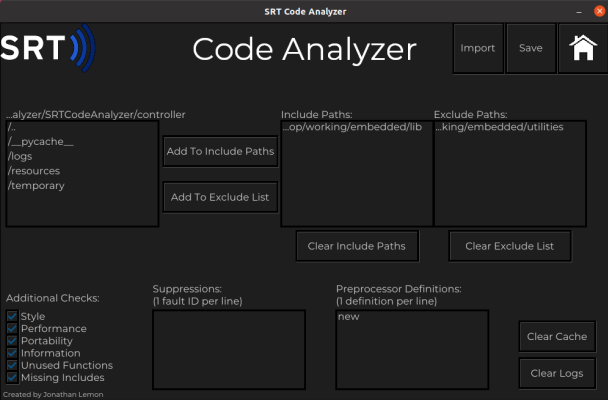 SRT Code Analyzer
SRT
Code Analyzer
Import
Save
...alyzer/SRTCodeAnalyzer/controller
/..
/__pycache__
/logs
/resources
/temporary
Add To Include Paths
Add To Exclude List
Include Paths:
...op/working/embedded/lib
Exclude Paths:
...king/embedded/utilities
Clear Include Paths
Clear Exclude List
Additional Checks:
Style
Performance
Portability
Information
Unused Functions
Missing Includes
Suppressions:
(1 fault ID per line)
Preprocessor Definitions:
(1 definition per line)
new
Clear Cache
Clear Logs
Created by Jonathan Lemon